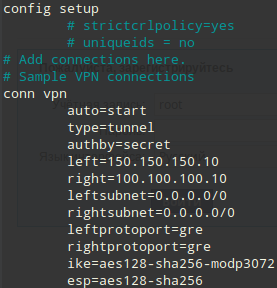 config setup
# strictcrlpolicy=yes
# uniqueids = no
# Add connections here.
# Sample VPN connections
conn vpn
auto=start
type=tunnel
authby=secret
left=150.150.150.10
right=100.100.100.10
leftsubnet=0.0.0.0/0
rightsubnet=0.0.0.0/0
leftprotoport=gre
rightprotoport=gre
ike=aes128-sha256-modp3072
esp=aes128-sha256